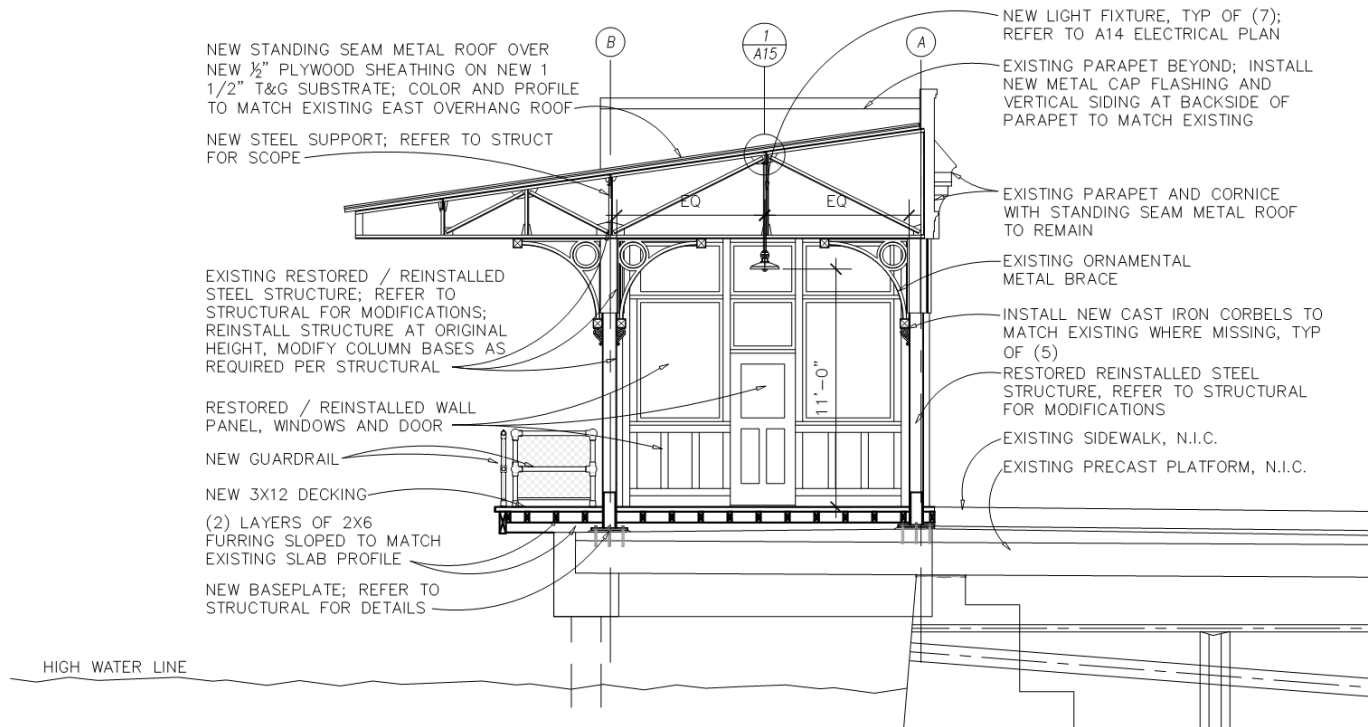 NEW STANDING SEAM METAL ROOF OVER
NEW ½" PLYWOOD SHEATHING ON NEW 1
1/2" T&G SUBSTRATE; COLOR AND PROFILE
TO MATCH EXISTING EAST OVERHANG ROOF
NEW STEEL SUPPORT; REFER TO STRUCT
FOR SCOPE
EXISTING RESTORED / REINSTALLED
STEEL STRUCTURE; REFER TO
STRUCTURAL FOR MODIFICATIONS;
REINSTALL STRUCTURE AT ORIGINAL
HEIGHT, MODIFY COLUMN BASES AS
REQUIRED PER STRUCTURAL
RESTORED / REINSTALLED WALL
PANEL, WINDOWS AND DOOR
NEW GUARDRAIL
NEW 3X12 DECKING
(2) LAYERS OF 2X6
FURRING SLOPED TO MATCH
EXISTING SLAB PROFILE
NEW BASEPLATE; REFER TO
STRUCTURAL FOR DETAILS
HIGH WATER LINE
B
1
A15
A
EQ
EQ
11'-0"
NEW LIGHT FIXTURE, TYP OF (7);
REFER TO A14 ELECTRICAL PLAN
EXISTING PARAPET BEYOND; INSTALL
NEW METAL CAP FLASHING AND
VERTICAL SIDING AT BACKSIDE OF
PARAPET TO MATCH EXISTING
EXISTING PARAPET AND CORNICE
WITH STANDING SEAM METAL ROOF
TO REMAIN
EXISTING ORNAMENTAL
METAL BRACE
INSTALL NEW CAST IRON CORBELS TO
MATCH EXISTING WHERE MISSING, TYP
OF (5)
RESTORED REINSTALLED STEEL
STRUCTURE, REFER TO STRUCTURAL
FOR MODIFICATIONS
EXISTING SIDEWALK, N.I.C.
EXISTING PRECAST PLATFORM, N.I.C.